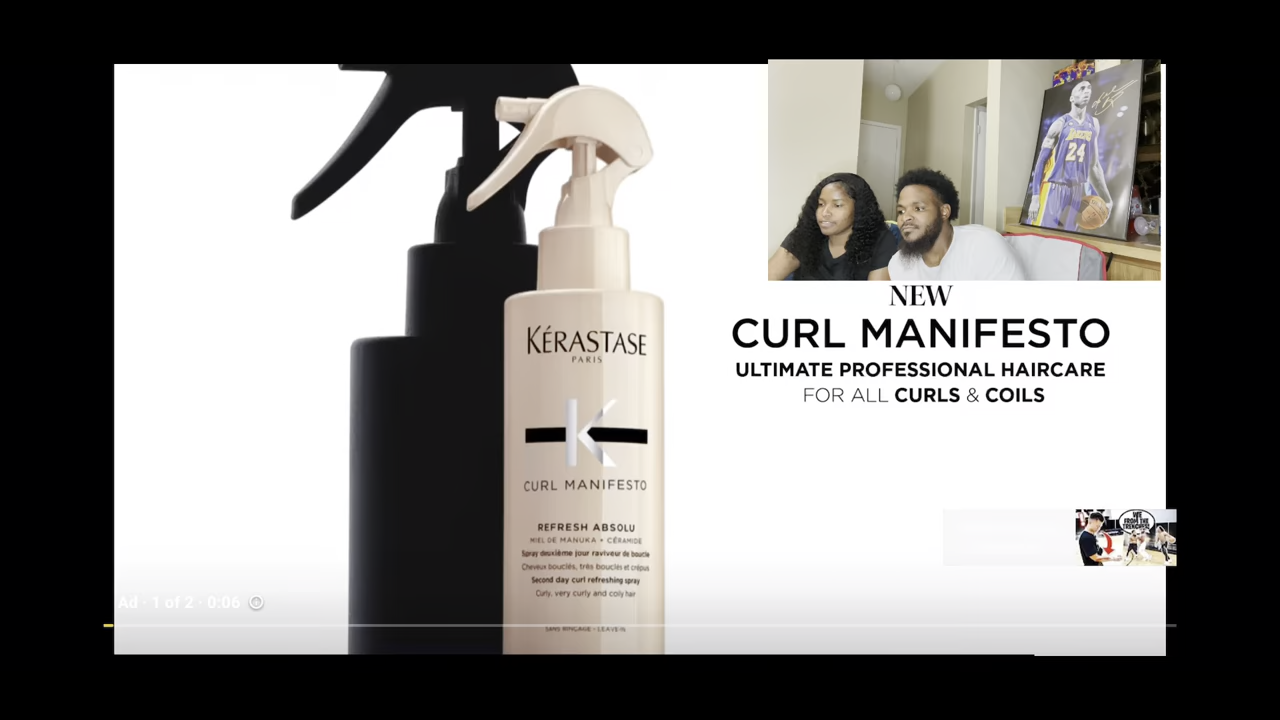 LAKERS
24
NEW
CURL MANIFESTO
ULTIMATE PROFESSIONAL HAIRCARE
FOR ALL CURLS & COILS
KÉRASTASE
PARIS
K
CURL MANIFESTO
REFRESH ABSOLU
MIEL DE MANUKA + CÉRAMIDE
Spray deuxième jour raviveur de boucle
Cheveux bouclés, très bouclés et crépus
Second day curl refreshing spray
Curly, very curly and coily hair
SANS RINÇAGE - LEAVE-IN
WE
FROM THE
TRENCHES!
Ad · 1 of 2 · 0:06